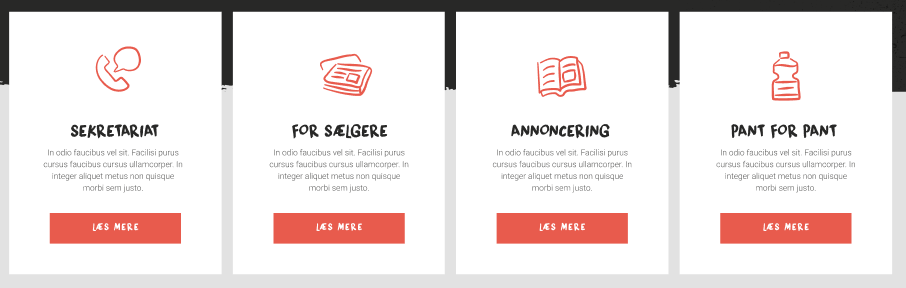 SEKRETARIAT
In odio faucibus vel sit. Facilisi purus
cursus faucibus cursus ullamcorper. In
integer aliquet metus non quisque
morbi sem justo.
LÆS MERE
FOR SÆLGERE
In odio faucibus vel sit. Facilisi purus
cursus faucibus cursus ullamcorper. In
integer aliquet metus non quisque
morbi sem justo.
LÆS MERE
ANNONCERING
In odio faucibus vel sit. Facilisi purus
cursus faucibus cursus ullamcorper. In
integer aliquet metus non quisque
morbi sem justo.
LÆS MERE
PANT FOR PANT
In odio faucibus vel sit. Facilisi purus
cursus faucibus cursus ullamcorper. In
integer aliquet metus non quisque
morbi sem justo.
LÆS MERE